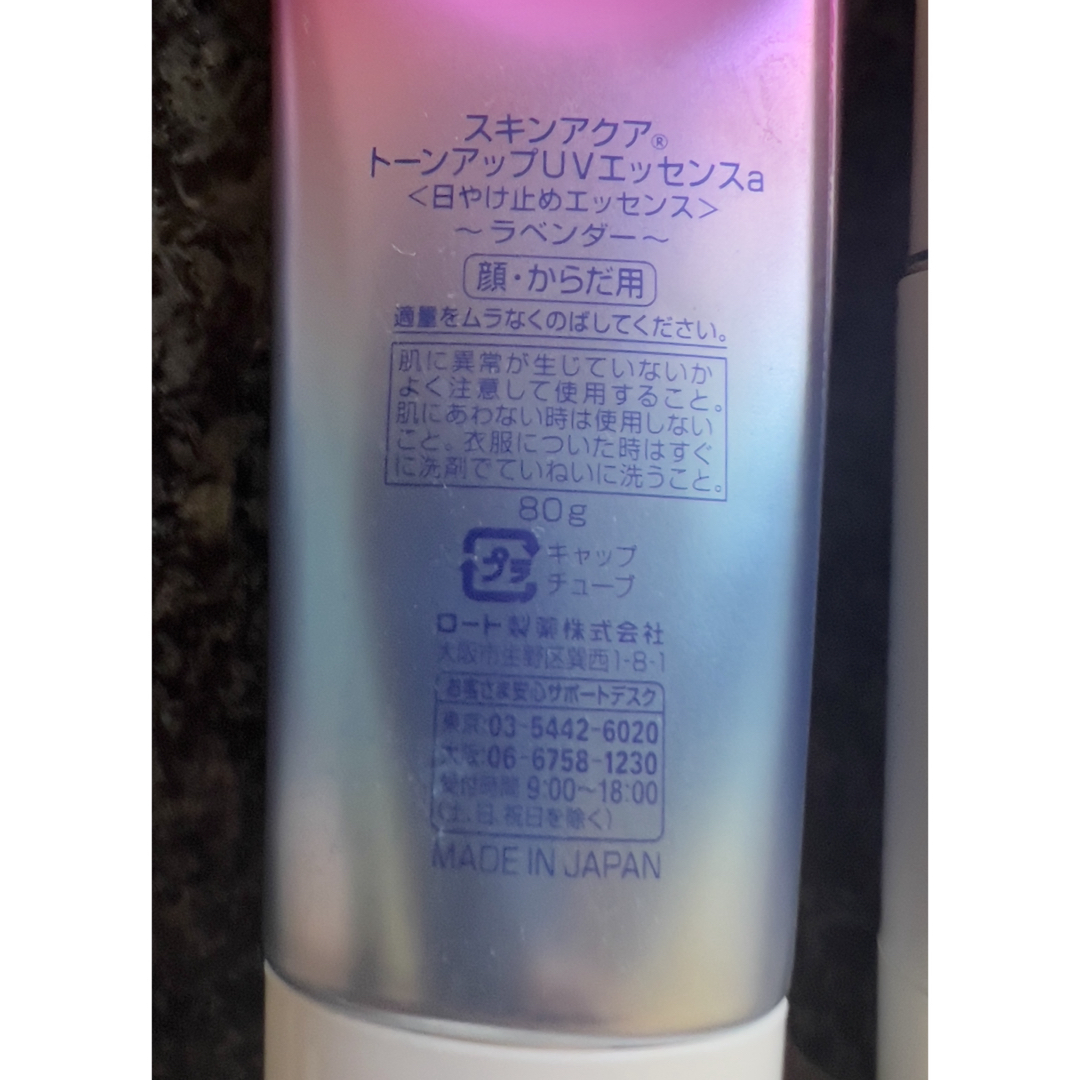 スキンアクア®
トーンアップUVエッセンスa
＜日やけ止めエッセンス＞
～ラベンダー～
顔・からだ用
適量をムラなくのばしてください。
肌に異常が生じていないか
よく注意して使用すること。
肌にあわない時は使用しない
こと。衣服についた時はすぐ
に洗剤でていねいに洗うこと。
80g
プラ
キャップ
チューブ
ロート製薬株式会社
大阪市生野区巽西1-8-1
お客さま安心サポートデスク
東京:03-5442-6020
大阪:06-6758-1230
受付時間 9:00～18:00
(土、日、祝日を除く)
MADE IN JAPAN